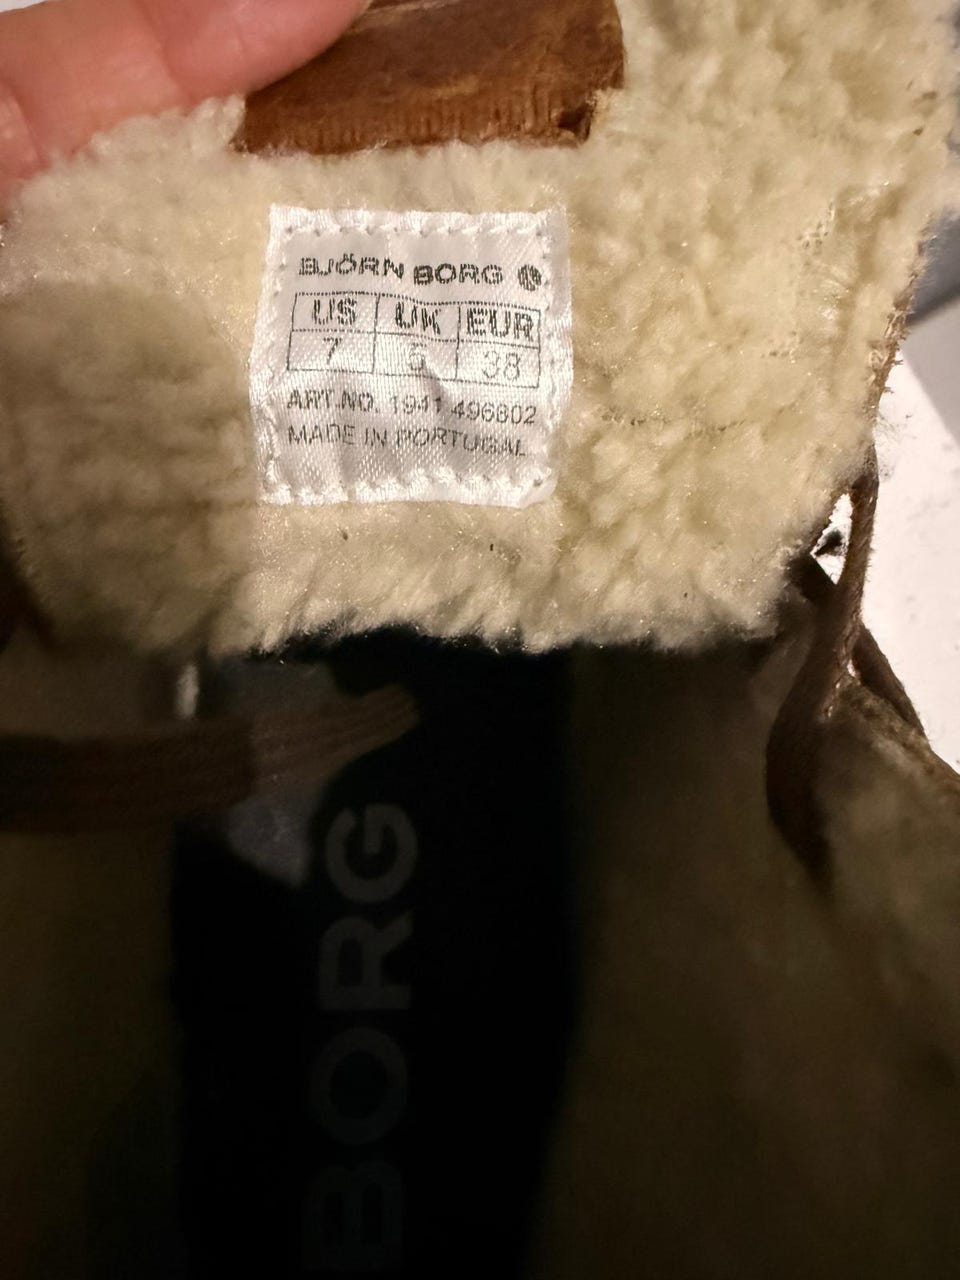 BJÖRN BORG
US UK EUR
7 5 38
ART.NO. 1941 496802
MADE IN PORTUGAL
BORG